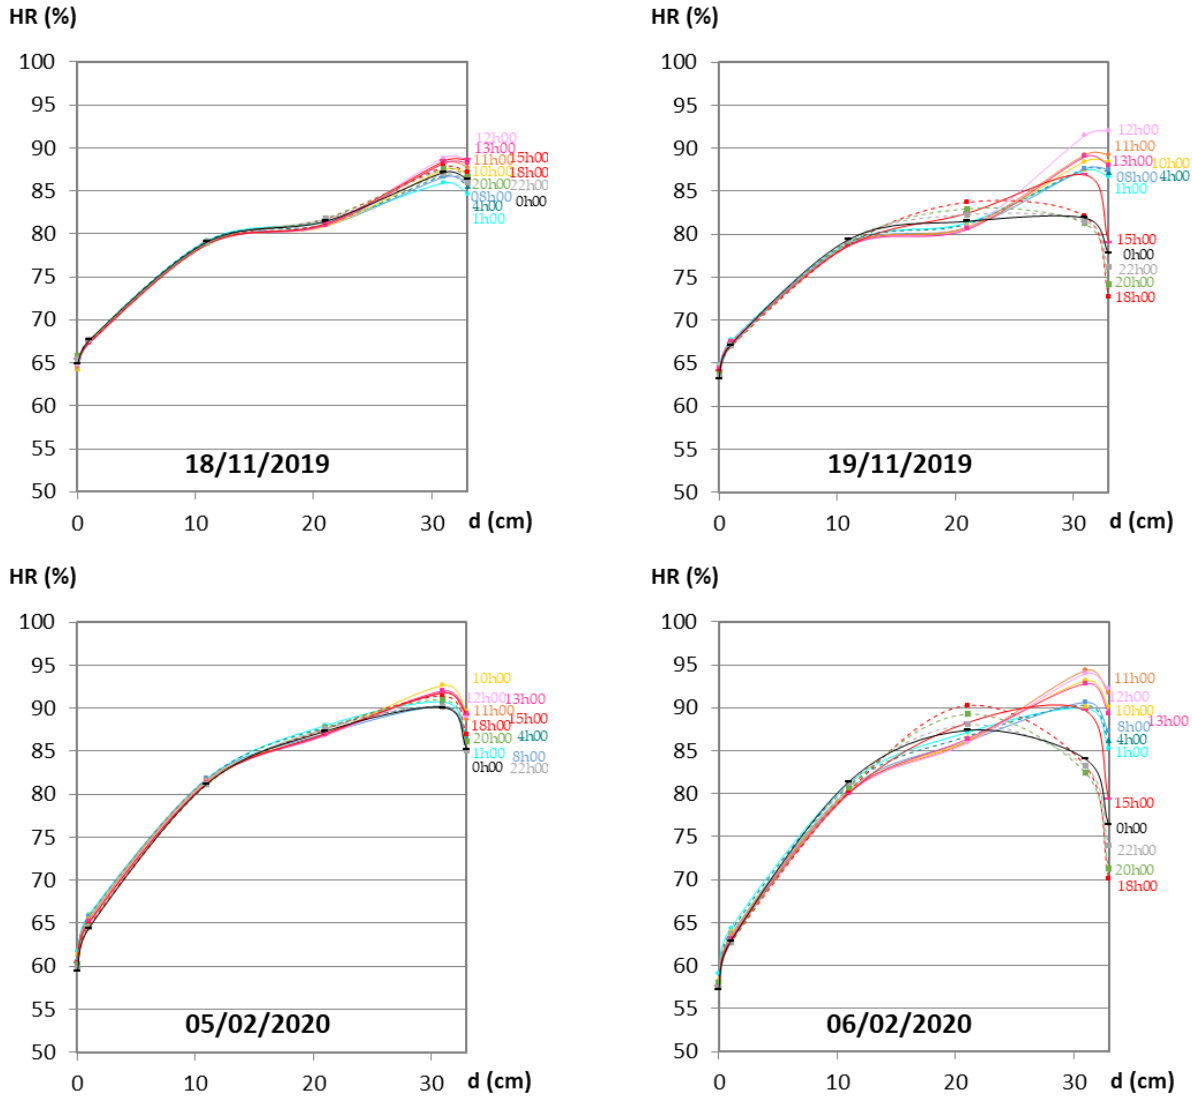 HR (%)
100
95
90
85
80
75
70
65
60
55
50
0
10
20
30
d (cm)
18/11/2019
12h00
13h00
11h00 15h00
10h00 18h00
20h00 22h00
08h00 0h00
4h00
1h00
HR (%)
100
95
90
85
80
75
70
65
60
55
50
0
10
20
30
d (cm)
19/11/2019
12h00
11h00
13h00 10h00
08h00 4h00
1h00
15h00
0h00
22h00
20h00
18h00
HR (%)
100
95
90
85
80
75
70
65
60
55
50
0
10
20
30
d (cm)
05/02/2020
10h00
12h00 13h00
11h00
18h00 15h00
20h00 4h00
1h00 8h00
0h00 22h00
HR (%)
100
95
90
85
80
75
70
65
60
55
50
0
10
20
30
d (cm)
06/02/2020
11h00
12h00
10h00
13h00
8h00
4h00
1h00
15h00
0h00
22h00
20h00
18h00